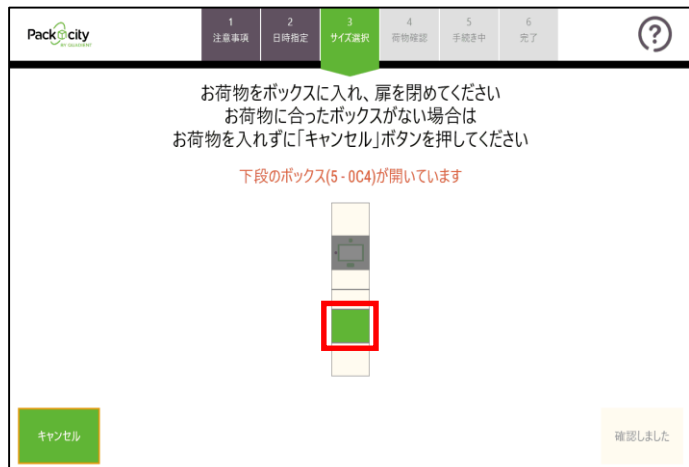 Packcity
BY QUADIENT
1
注意事項
2
日時指定
3
サイズ選択
4
荷物確認
5
手続き中
6
完了
?
お荷物をボックスに入れ、扉を閉めてください
お荷物に合ったボックスがない場合は
お荷物を入れずに「キャンセル」ボタンを押してください
下段のボックス(5 - 0C4)が開いています
キャンセル
確認しました